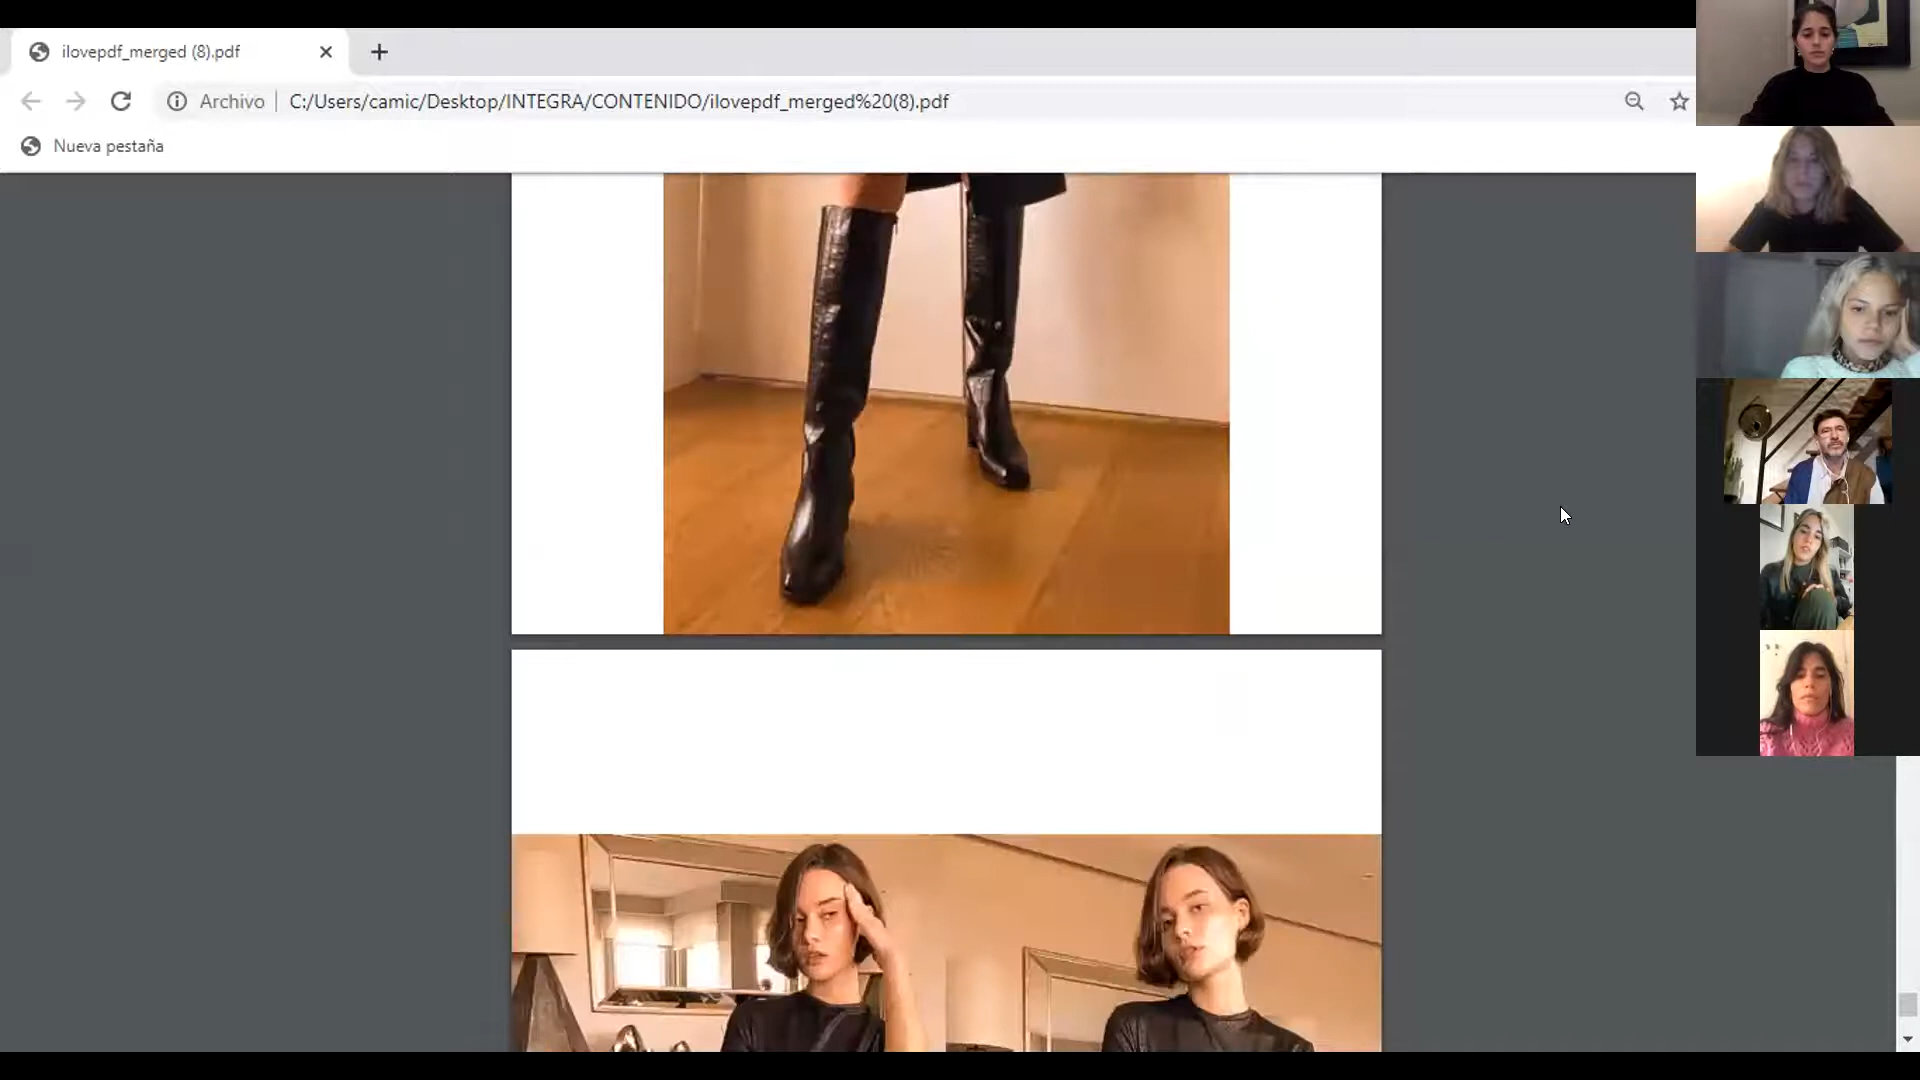 ilovepdf_merged (8).pdf
Archivo
C:/Users/camic/Desktop/INTEGRA/CONTENIDO/ilovepdf_merged%20(8).pdf
Nueva pestaña